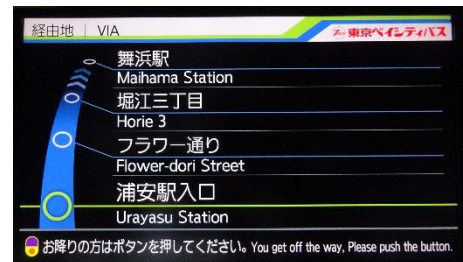 経由地 VIA
東京ベイシティバス
舞浜駅
Maihama Station
堀江三丁目
Horie 3
フラワー通り
Flower-dori Street
浦安駅入口
Urayasu Station
お降りの方はボタンを押してください。You get off the way, Please push the button.